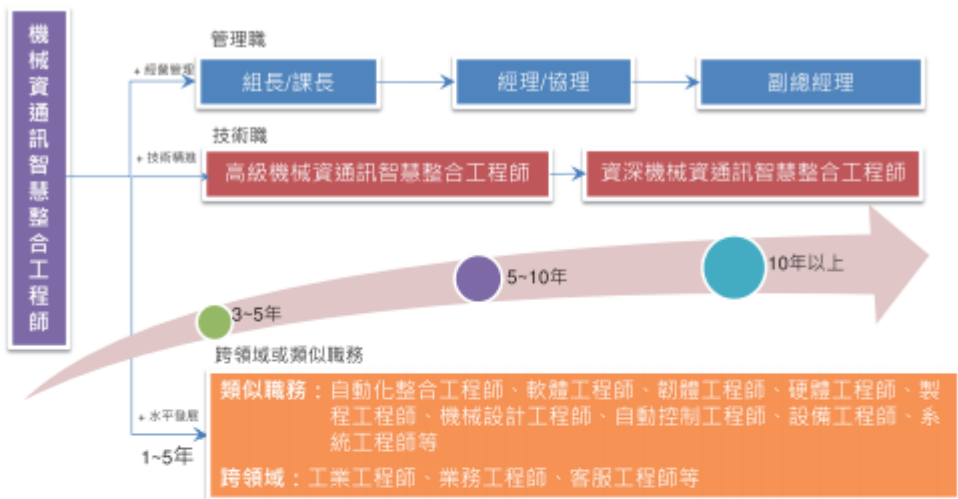 機械資通訊智慧整合工程師
管理職
+ 經營管理
組長/課長
經理/協理
副總經理
技術職
+ 技術精進
高級機械資通訊智慧整合工程師
資深機械資通訊智慧整合工程師
10年以上
5~10年
3~5年
跨領域或類似職務
+ 水平發展
1~5年
類似職務：自動化整合工程師、軟體工程師、韌體工程師、硬體工程師、製
程工程師、機械設計工程師、自動控制工程師、設備工程師、系
統工程師等
跨領域：工業工程師、業務工程師、客服工程師等